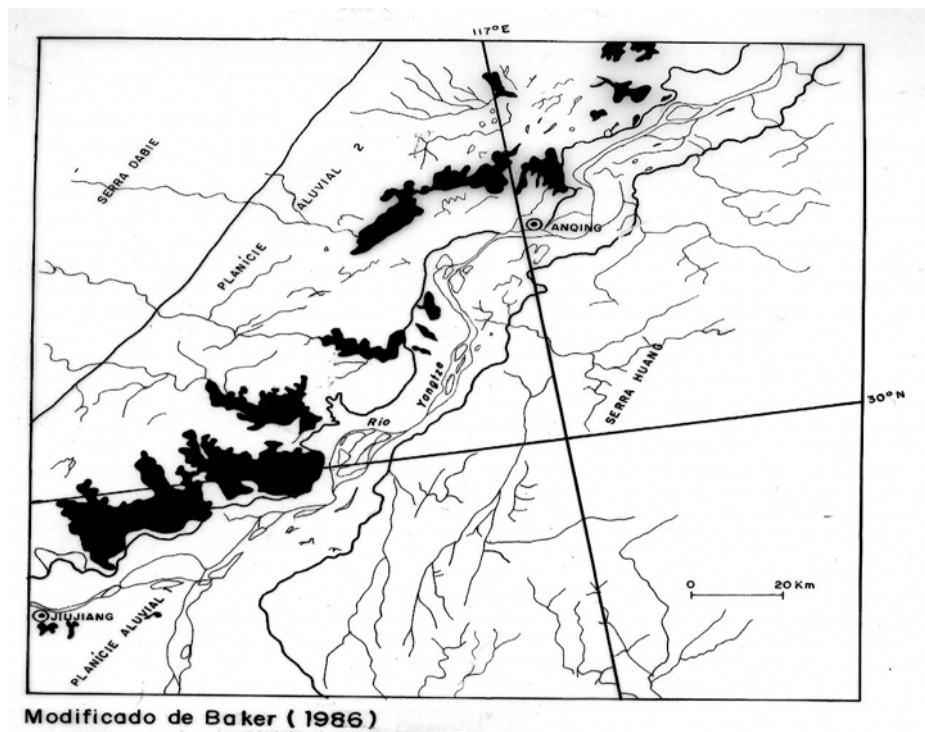 117°E
SERRA DABIE
PLANÍCIE ALUVIAL 2
ANQING
SERRA HUANG
Yangtze
Rio
30°N
0 20 Km
JIUJIANG
PLANÍCIE ALUVIAL 1
Modificado de Baker (1986)